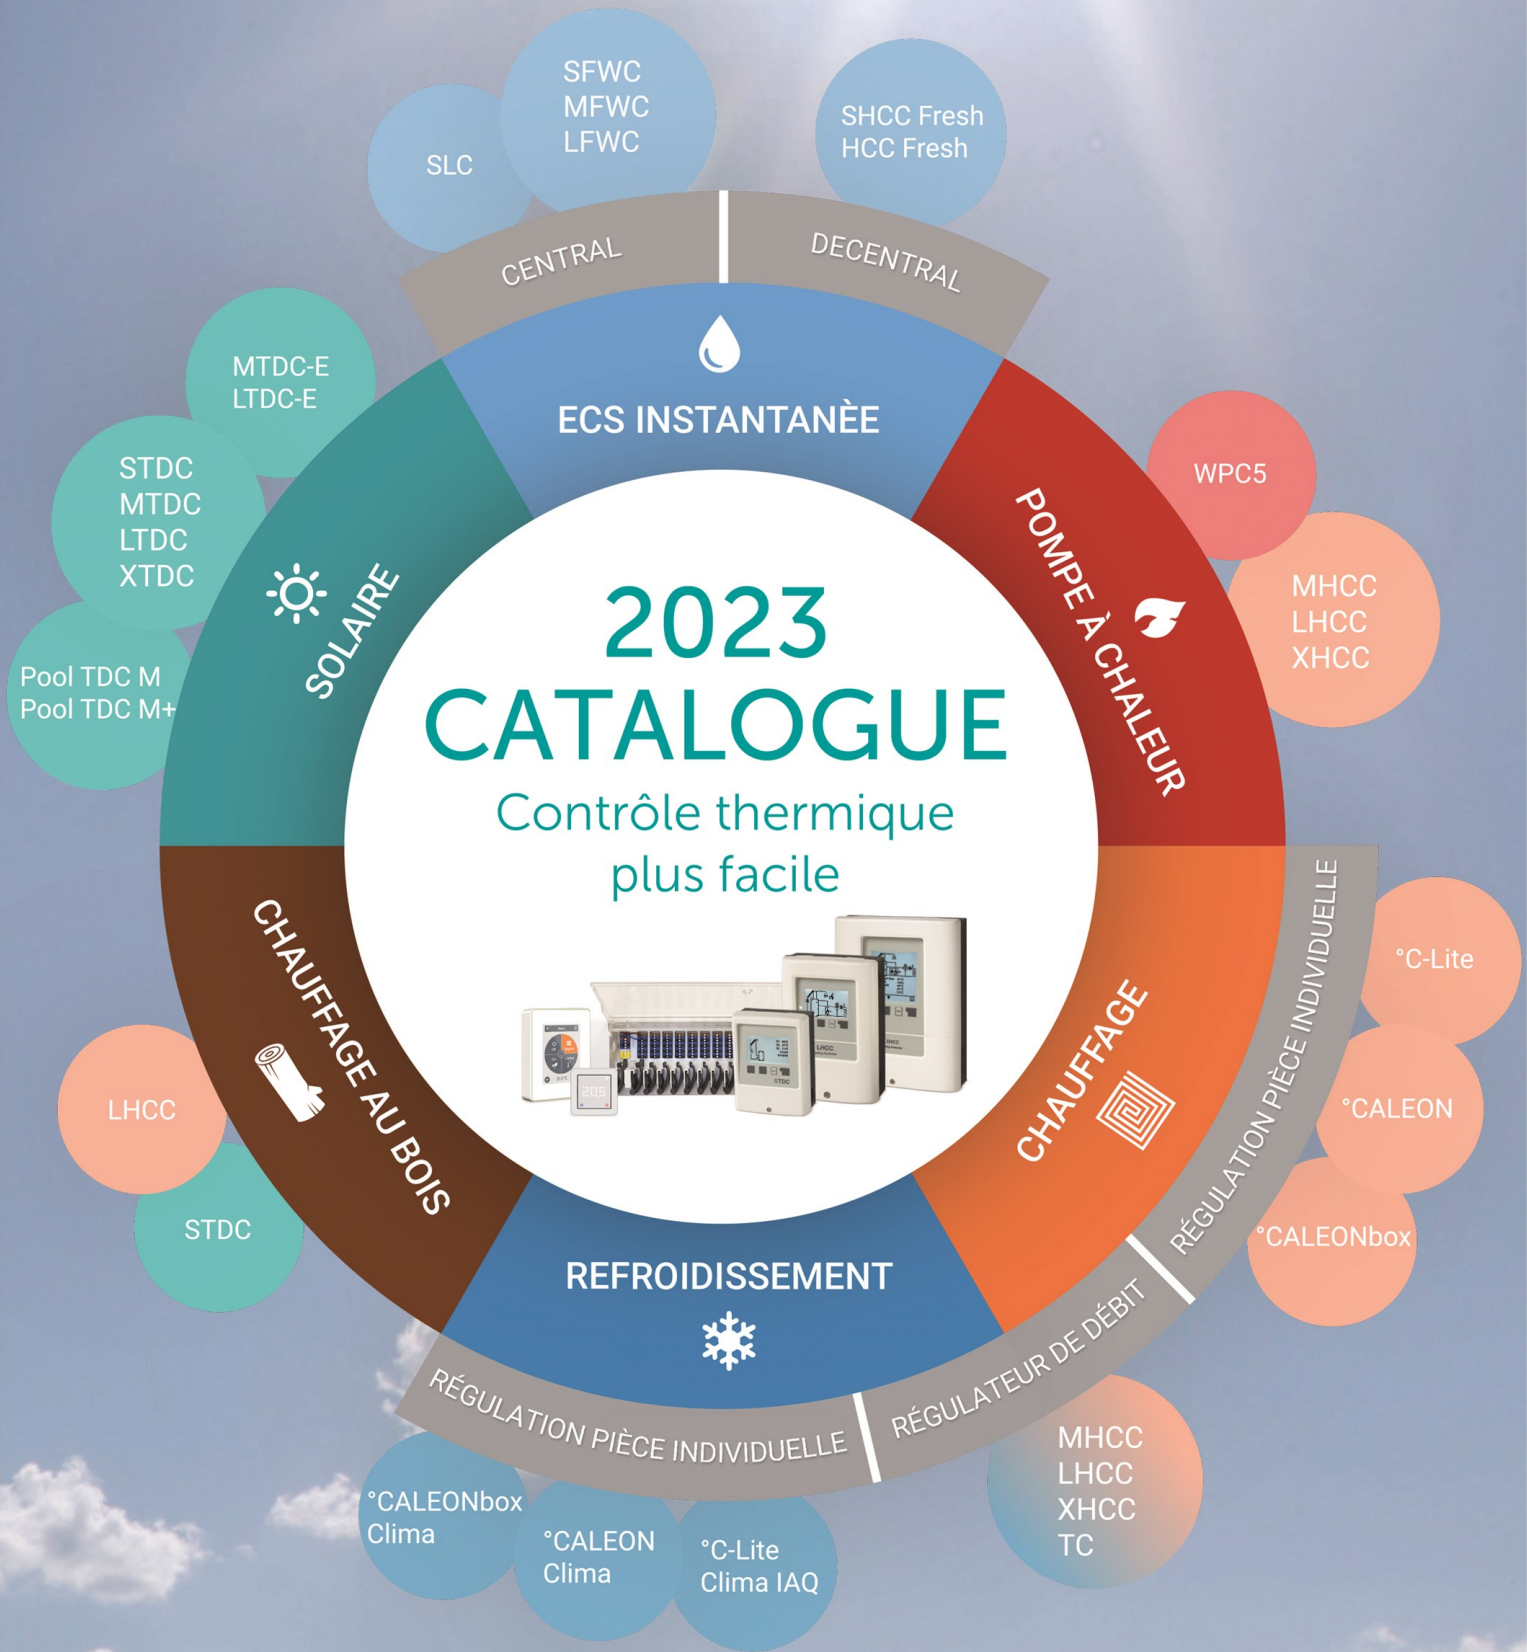 SFWC
MFWC
LFWC
SLC
SHCC Fresh
HCC Fresh
CENTRAL
DECENTRAL
ECS INSTANTANÈE
MTDC-E
LTDC-E
STDC
MTDC
LTDC
XTDC
Pool TDC M
Pool TDC M+
SOLAIRE
POMPE À CHALEUR
WPC5
MHCC
LHCC
XHCC
2023
CATALOGUE
Contrôle thermique
plus facile
LHCC
STDC
CHAUFFAGE AU BOIS
LHCC
STDC
CHAUFFAGE
RÉGULATION PIÈCE INDIVIDUELLE
°C-Lite
°CALEON
°CALEONbox
REFROIDISSEMENT
RÉGULATION PIÈCE INDIVIDUELLE
RÉGULATEUR DE DÉBIT
°CALEONbox
Clima
°CALEON
Clima
°C-Lite
Clima IAQ
MHCC
LHCC
XHCC
TC